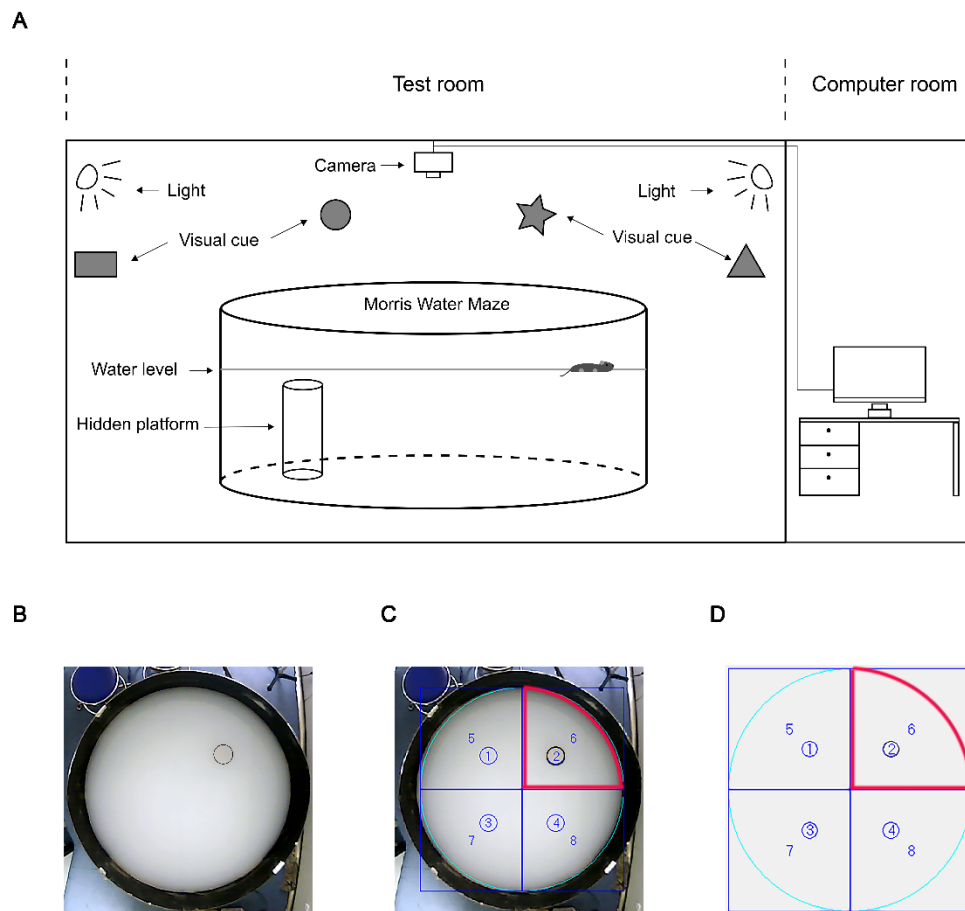 A
Test room
Computer room
Camera
Light
Light
Visual cue
Visual cue
Morris Water Maze
Water level
Hidden platform
B
C
D
5
6
1
2
3
4
7
8
5
6
1
2
3
4
7
8